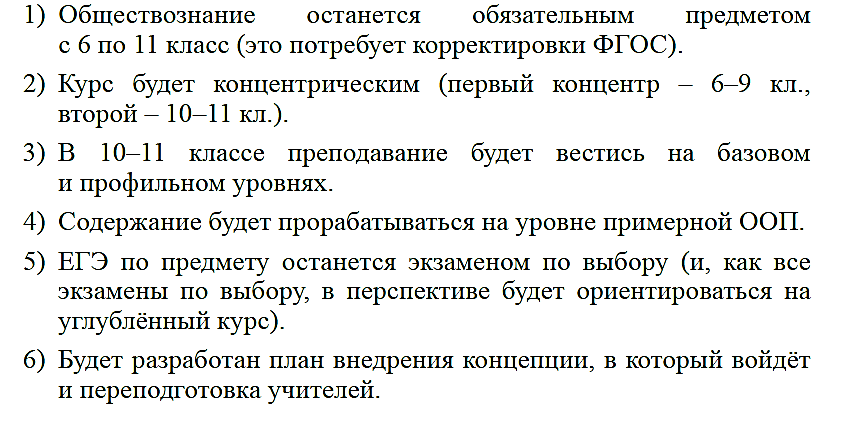 1) Обществознание останется обязательным предметом
с 6 по 11 класс (это потребует корректировки ФГОС).
2) Курс будет концентрическим (первый концентр – 6–9 кл.,
второй – 10–11 кл.).
3) В 10–11 классе преподавание будет вестись на базовом
и профильном уровнях.
4) Содержание будет прорабатываться на уровне примерной ООП.
5) ЕГЭ по предмету останется экзаменом по выбору (и, как все
экзамены по выбору, в перспективе будет ориентироваться на
углублённый курс).
6) Будет разработан план внедрения концепции, в который войдёт
и переподготовка учителей.